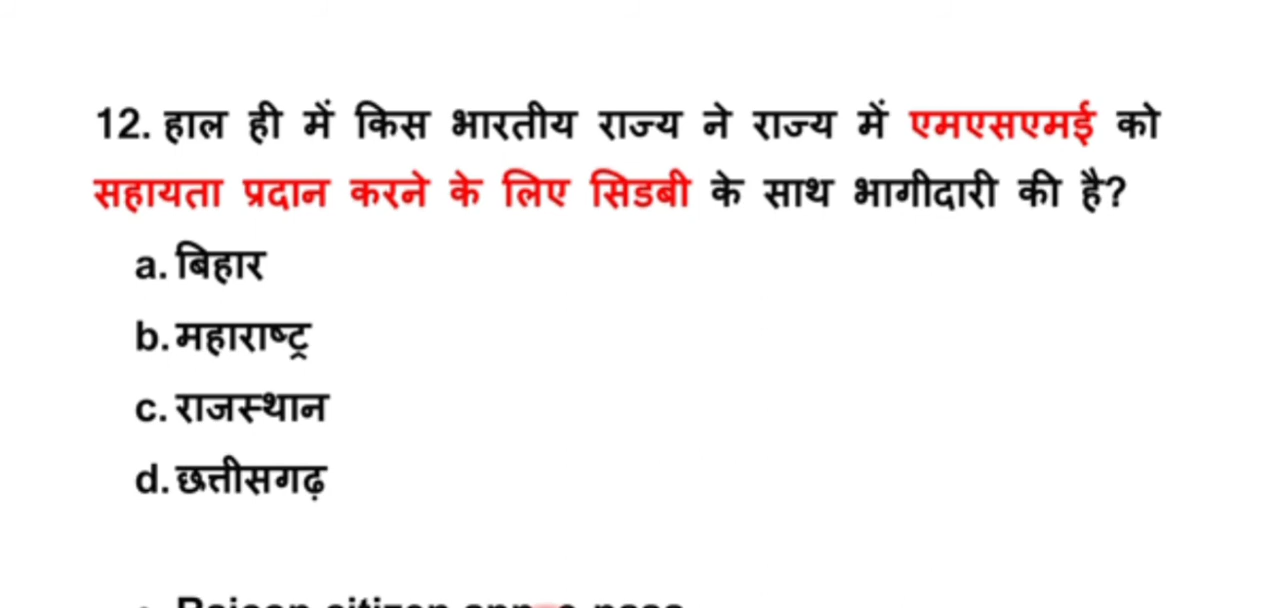 12. हाल ही में किस भारतीय राज्य ने राज्य में एमएसएमई को
सहायता प्रदान करने के लिए सिडबी के साथ भागीदारी की है?
a. बिहार
b. महाराष्ट्र
c. राजस्थान
d. छत्तीसगढ़